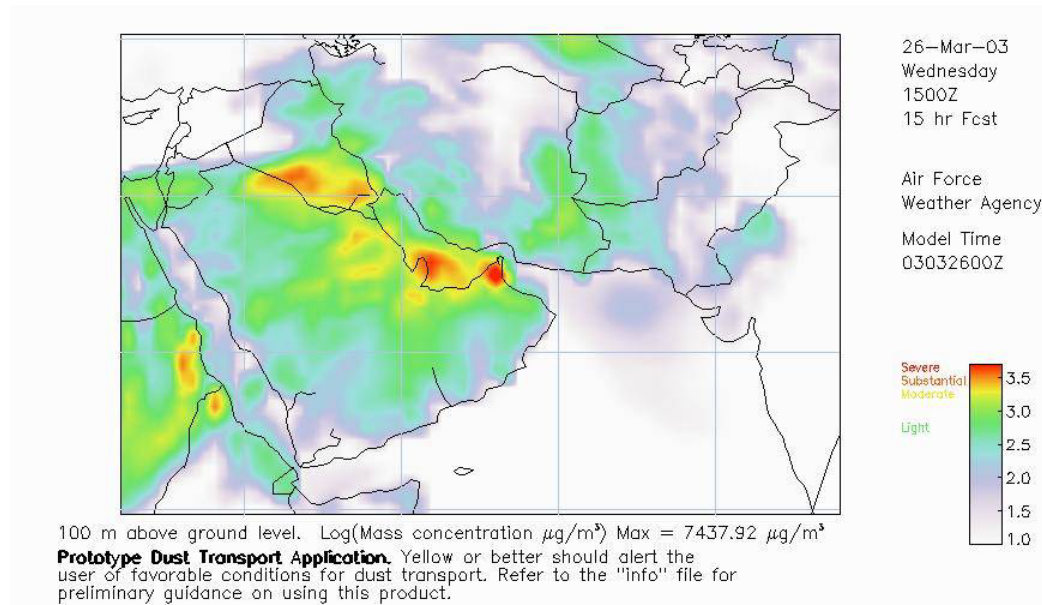 26-Mar-03
Wednesday
1500Z
15 hr Fcst
Air Force
Weather Agency
Model Time
03032600Z
Severe
Substantial
Moderate
Light
3.5
3.0
2.5
2.0
1.5
1.0
100 m above ground level. Log(Mass concentration μg/m³) Max = 7437.92 μg/m³
Prototype Dust Transport Application. Yellow or better should alert the
user of favorable conditions for dust transport. Refer to the "info" file for
preliminary guidance on using this product.